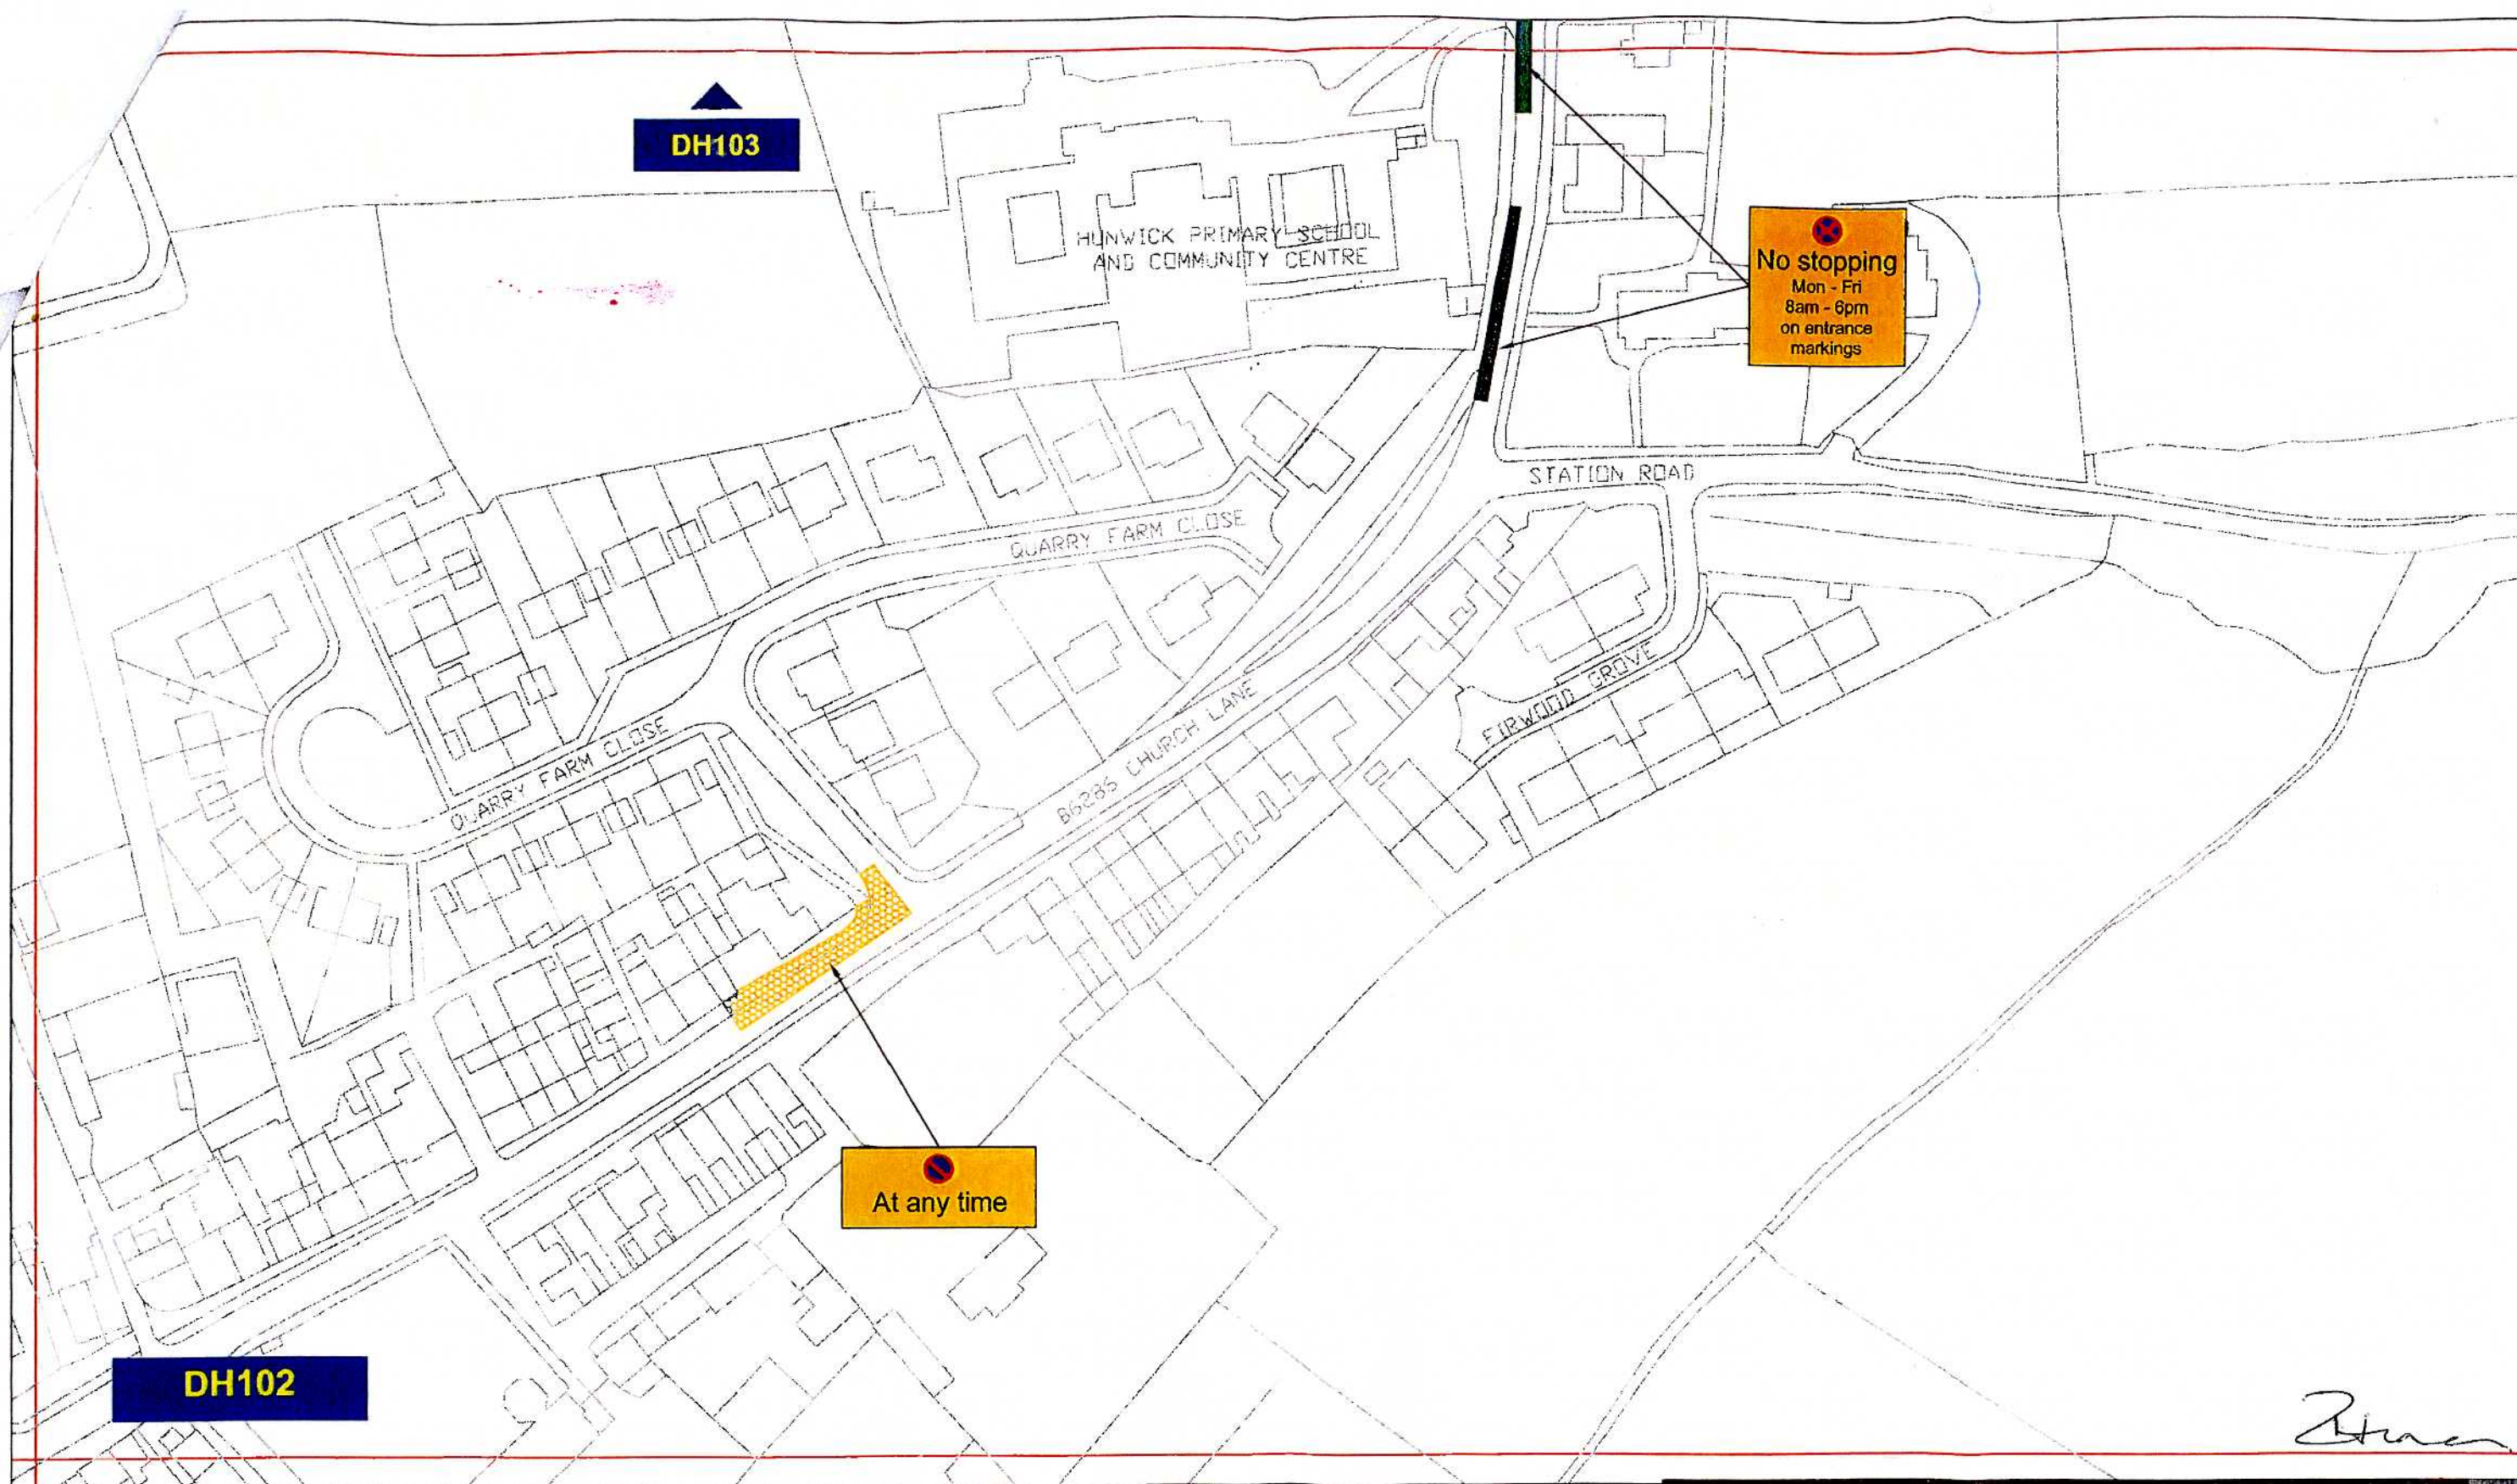 DH103
HUNWICK PRIMARY SCHOOL
AND COMMUNITY CENTRE
No stopping
Mon - Fri
8am - 6pm
on entrance
markings
STATION ROAD
QUARRY FARM CLOSE
FIRWOOD GROVE
B6286 CHURCH LANE
QUARRY FARM CLOSE
At any time
DH102